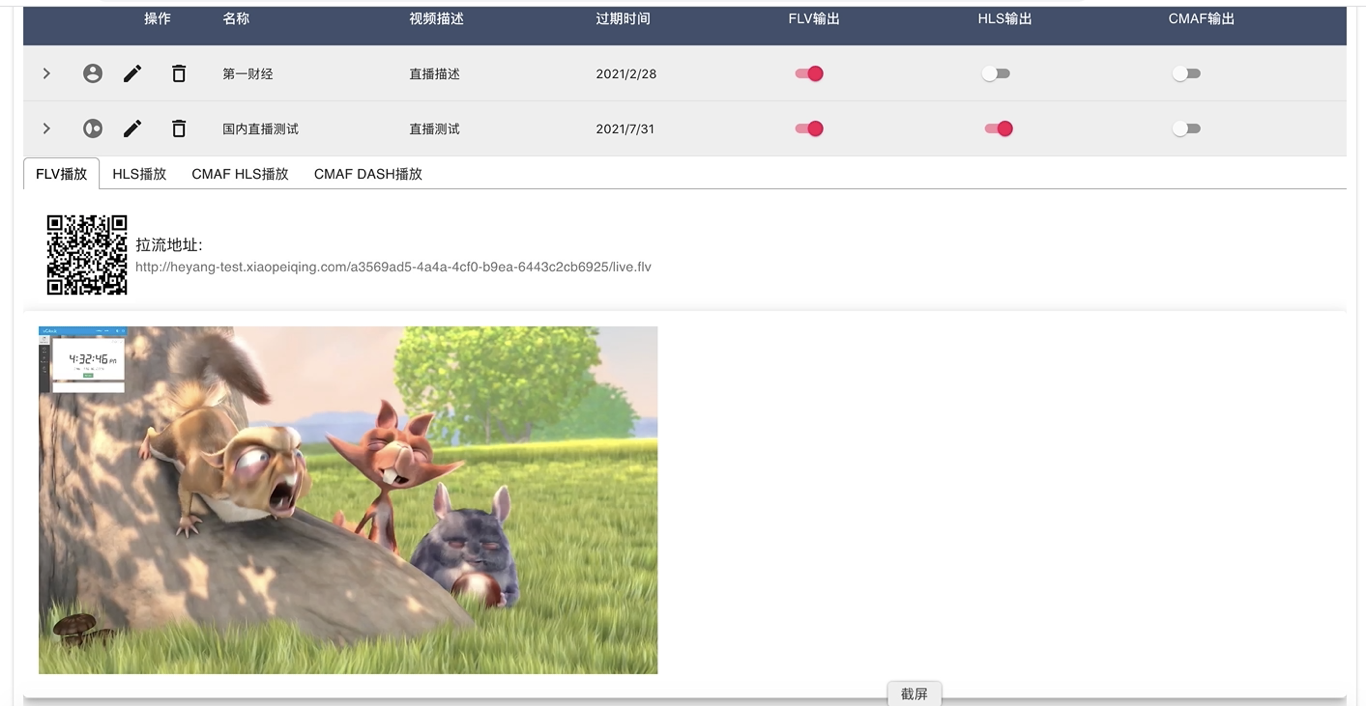 操作 名称 视频描述 过期时间 FLV输出 HLS输出 CMAF输出
第一财经 直播描述 2021/2/28
国内直播测试 直播测试 2021/7/31
FLV播放 HLS播放 CMAF HLS播放 CMAF DASH播放
拉流地址:
http://heyang-test.xiaopeiqing.com/a3569ad5-4a4a-4cf0-b9ea-6443c2cb6925/live.flv
4:32:46 PM
截屏